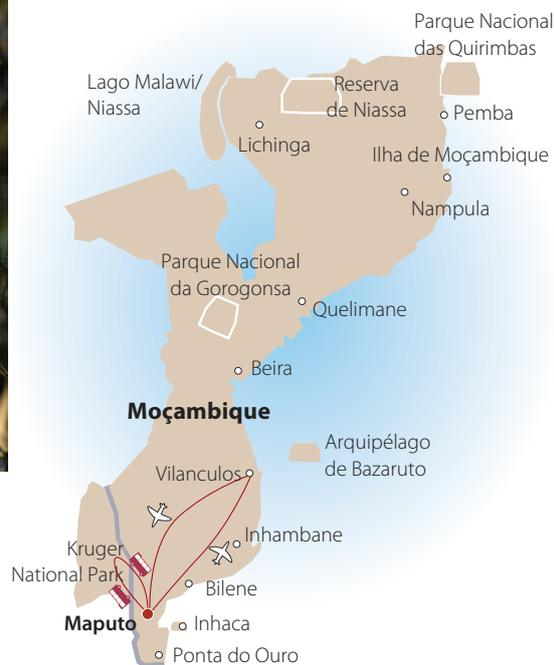 Parque Nacional
das Quirimbas
Lago Malawi/
Niassa
Reserva
de Niassa
Pemba
Lichinga
Ilha de Moçambique
Nampula
Parque Nacional
da Gorogonsa
Quelimane
Beira
Moçambique
Arquipélago
de Bazaruto
Vilanculos
Inhambane
Kruger
National Park
Bilene
Maputo
Inhaca
Ponta do Ouro